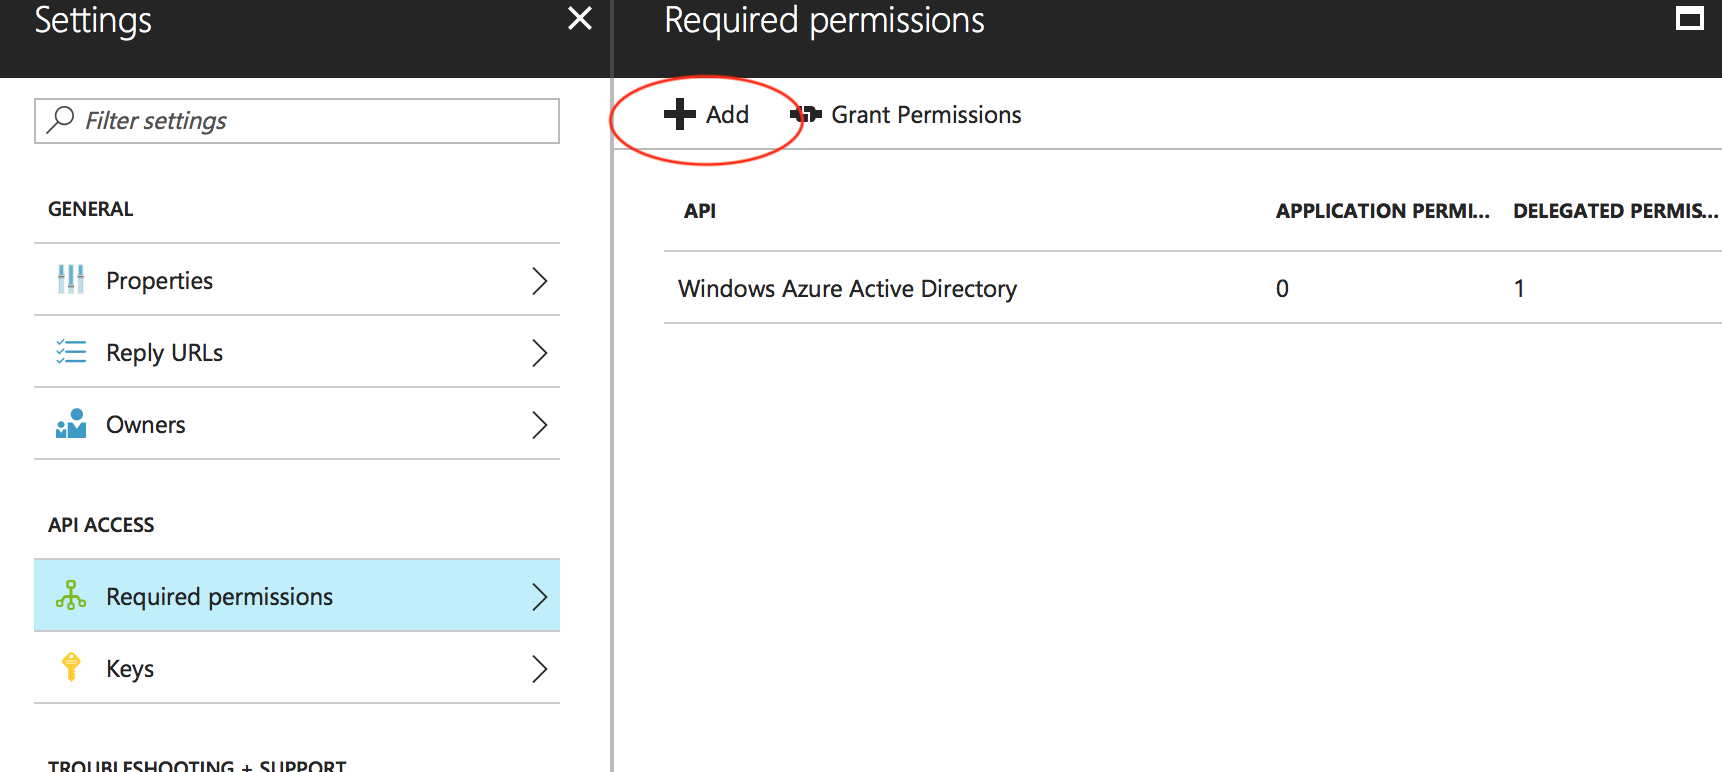 Settings
Filter settings
GENERAL
Properties
Reply URLs
Owners
API ACCESS
Required permissions
Keys
TROUBLESHOOTING + SUPPORT
Required permissions
Add
Grant Permissions
API APPLICATION PERMI... DELEGATED PERMIS...
Windows Azure Active Directory 0 1